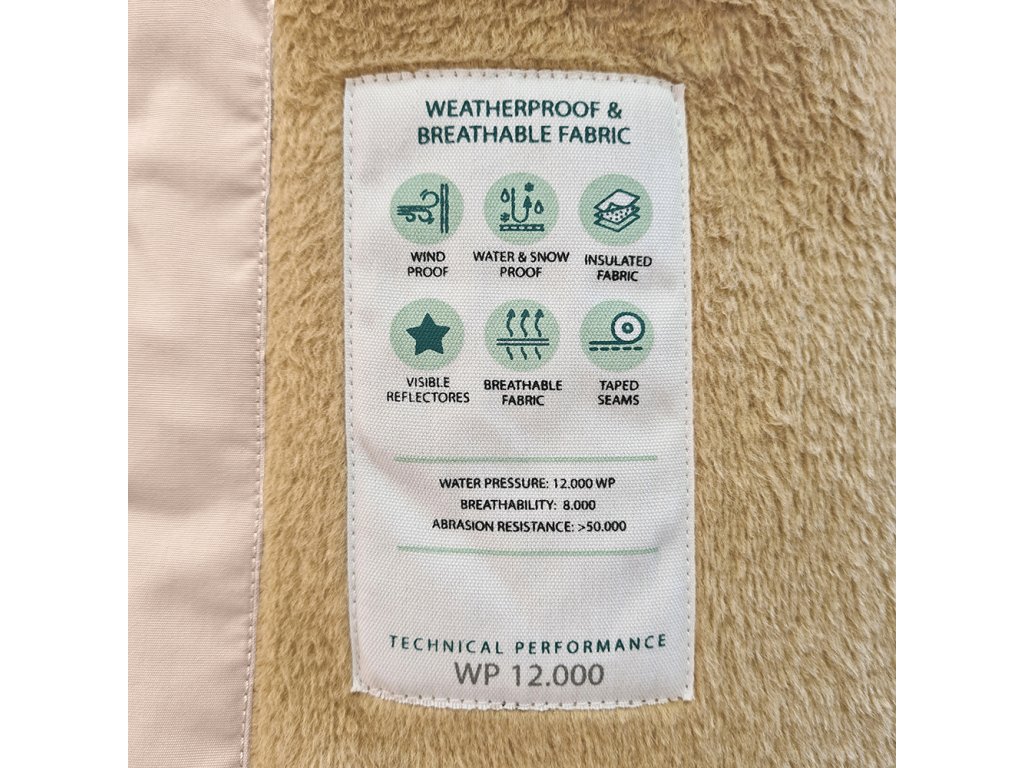 WEATHERPROOF &
BREATHABLE FABRIC
WIND
PROOF
WATER & SNOW
PROOF
INSULATED
FABRIC
VISIBLE
REFLECTORES
BREATHABLE
FABRIC
TAPED
SEAMS
WATER PRESSURE: 12.000 WP
BREATHABILITY: 8.000
ABRASION RESISTANCE: >50.000
TECHNICAL PERFORMANCE
WP 12.000